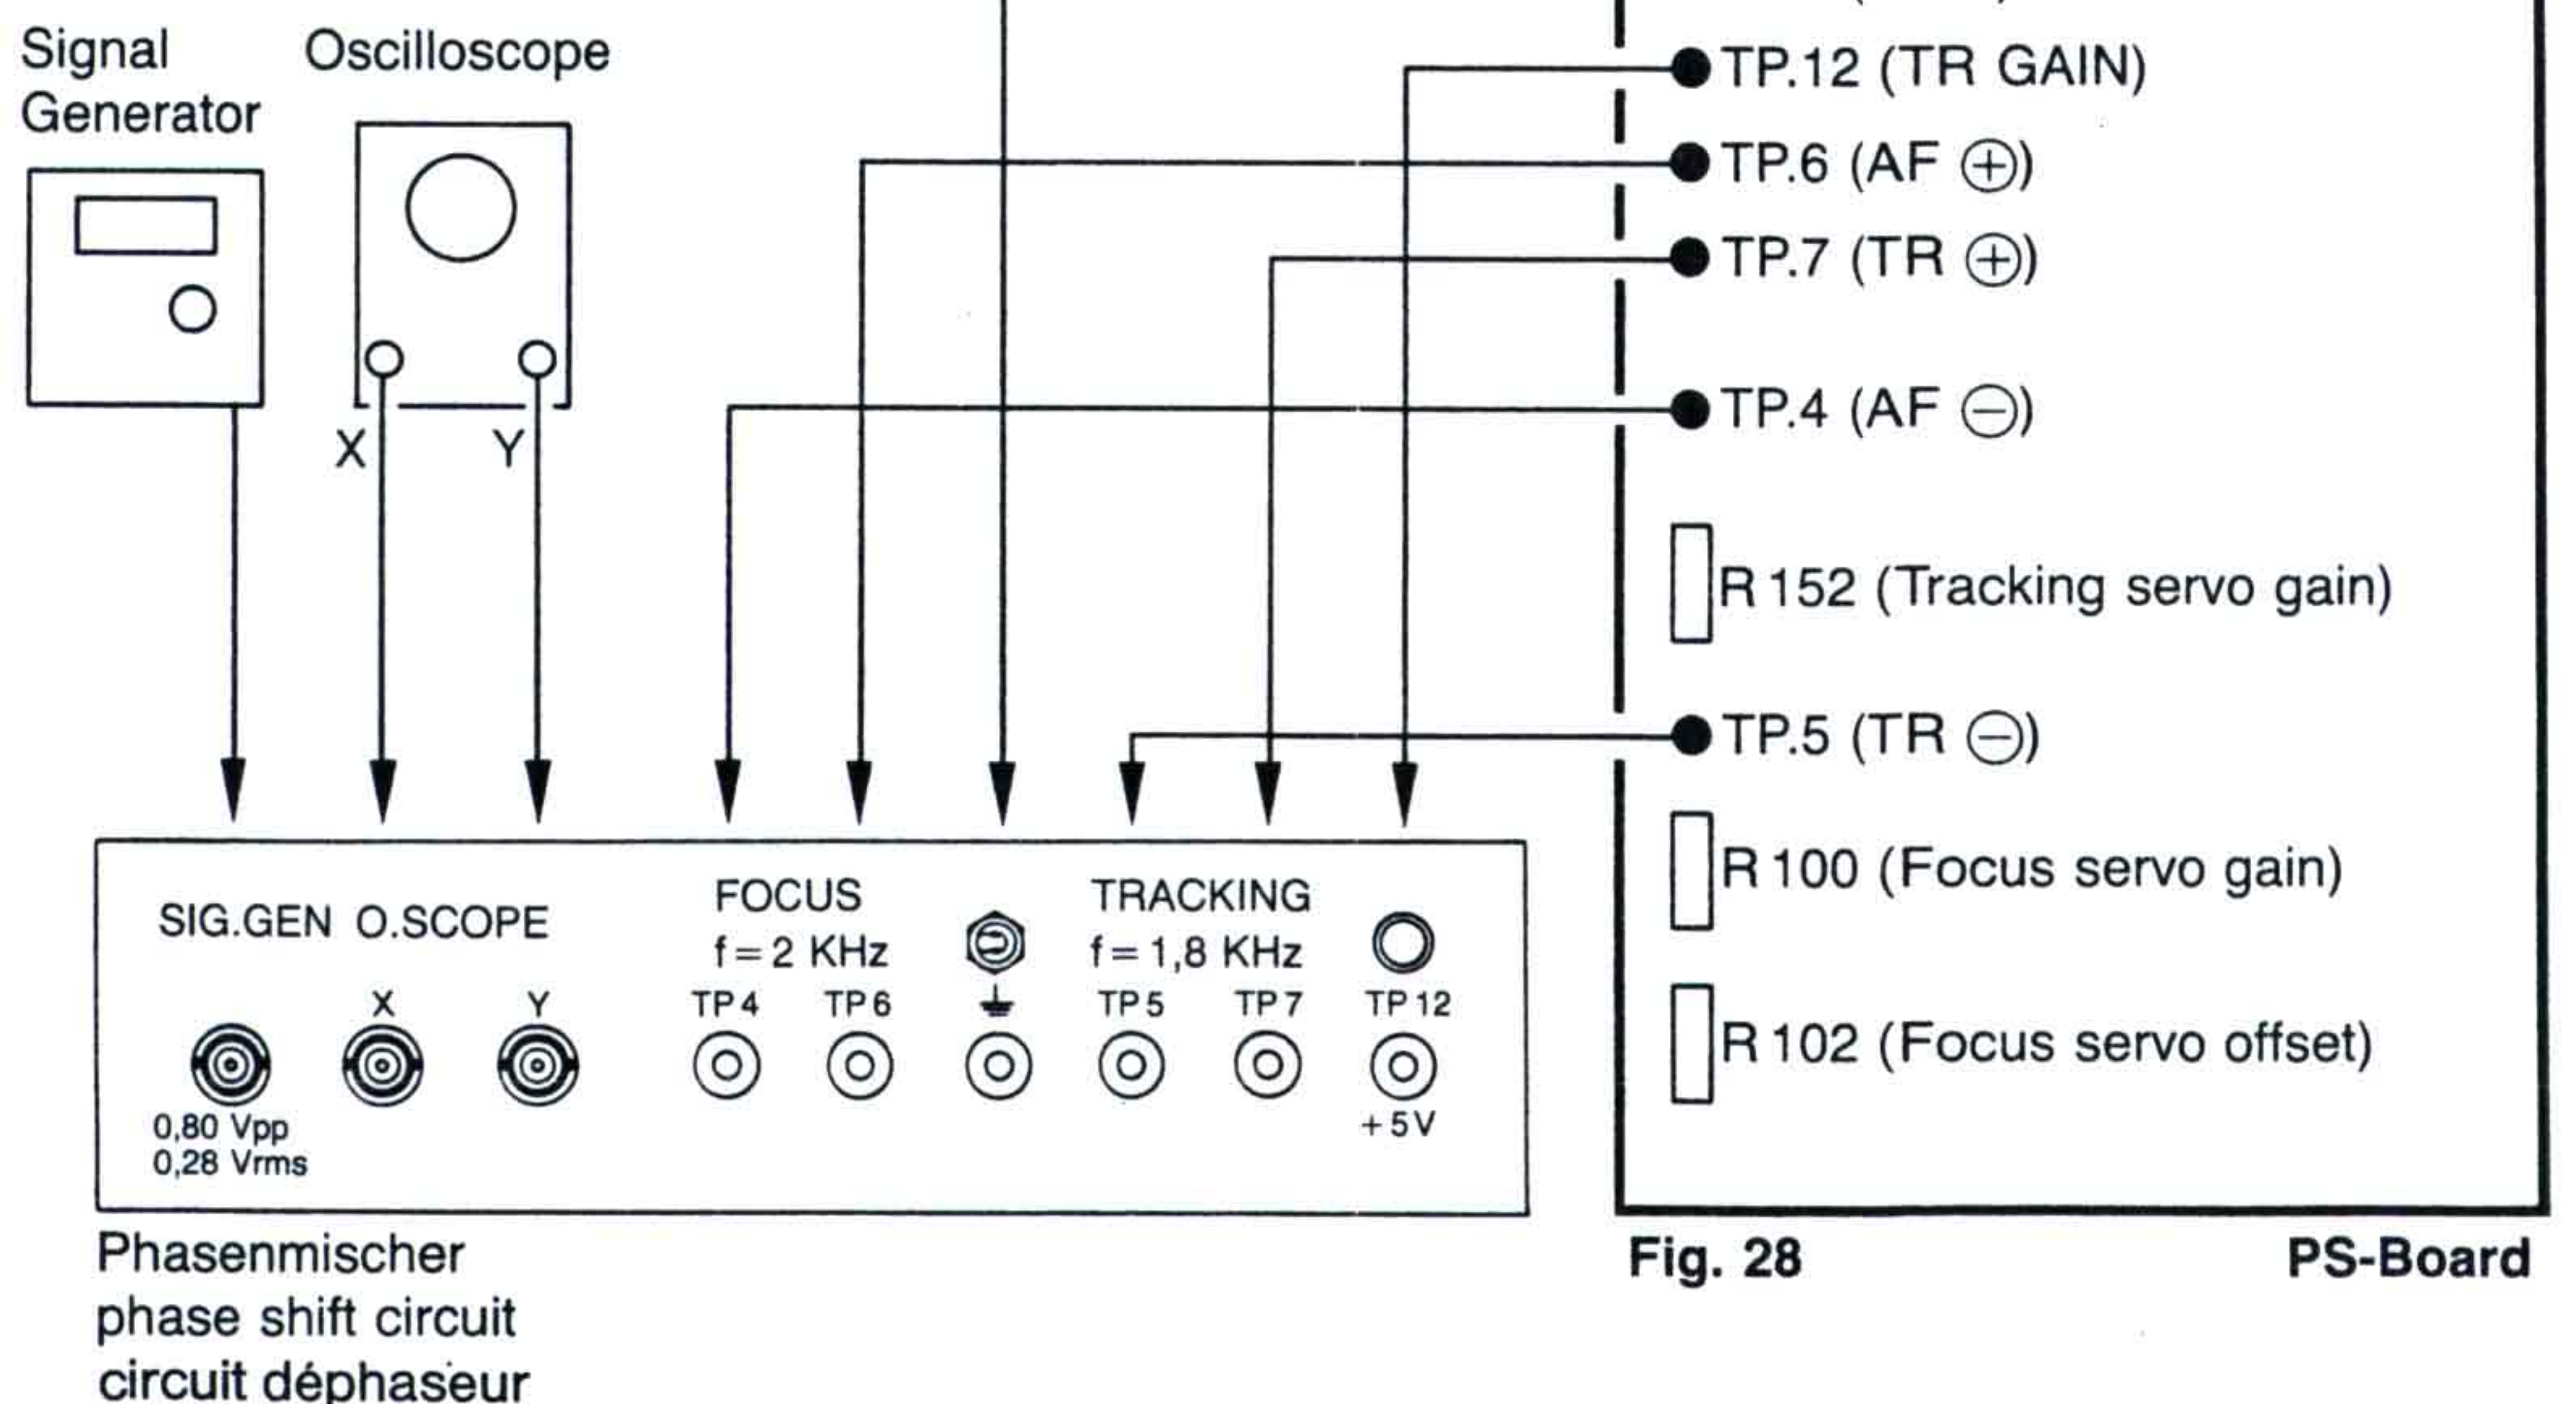 Signal
Generator
Oscilloscope
X
Y
TP.12 (TR GAIN)
TP.6 (AF ⊕)
TP.7 (TR ⊕)
TP.4 (AF ⊖)
R 152 (Tracking servo gain)
TP.5 (TR ⊖)
R 100 (Focus servo gain)
R 102 (Focus servo offset)
SIG.GEN O.SCOPE
X
Y
0,80 Vpp
0,28 Vrms
FOCUS
f = 2 KHz
TP 4
TP 6
TRACKING
f = 1,8 KHz
TP 5
TP 7
TP 12
+ 5 V
Phasenmischer
phase shift circuit
circuit déphaseur
Fig. 28
PS-Board